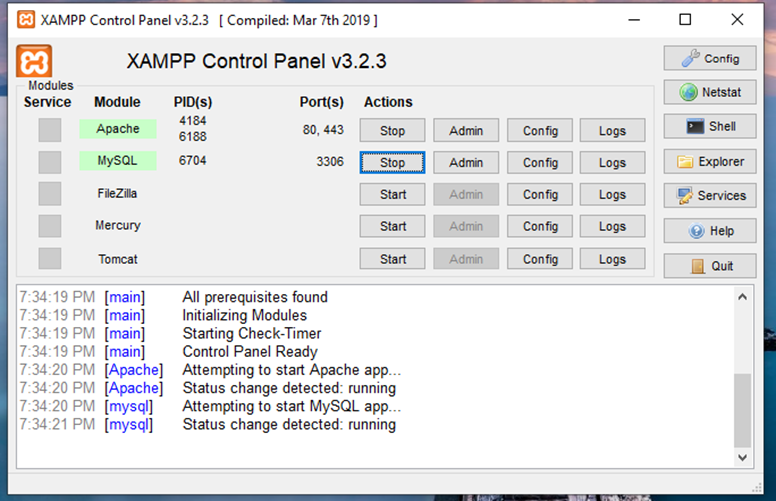 XAMPP Control Panel v3.2.3 [ Compiled: Mar 7th 2019 ]
XAMPP Control Panel v3.2.3
Modules
Service Module PID(s) Port(s) Actions
Apache 4184 6188 80, 443 Stop Admin Config Logs
MySQL 6704 3306 Stop Admin Config Logs
FileZilla Start Admin Config Logs
Mercury Start Admin Config Logs
Tomcat Start Admin Config Logs
Config
Netstat
Shell
Explorer
Services
Help
Quit
7:34:19 PM [main] All prerequisites found
7:34:19 PM [main] Initializing Modules
7:34:19 PM [main] Starting Check-Timer
7:34:19 PM [main] Control Panel Ready
7:34:20 PM [Apache] Attempting to start Apache app...
7:34:20 PM [Apache] Status change detected: running
7:34:20 PM [mysql] Attempting to start MySQL app...
7:34:21 PM [mysql] Status change detected: running